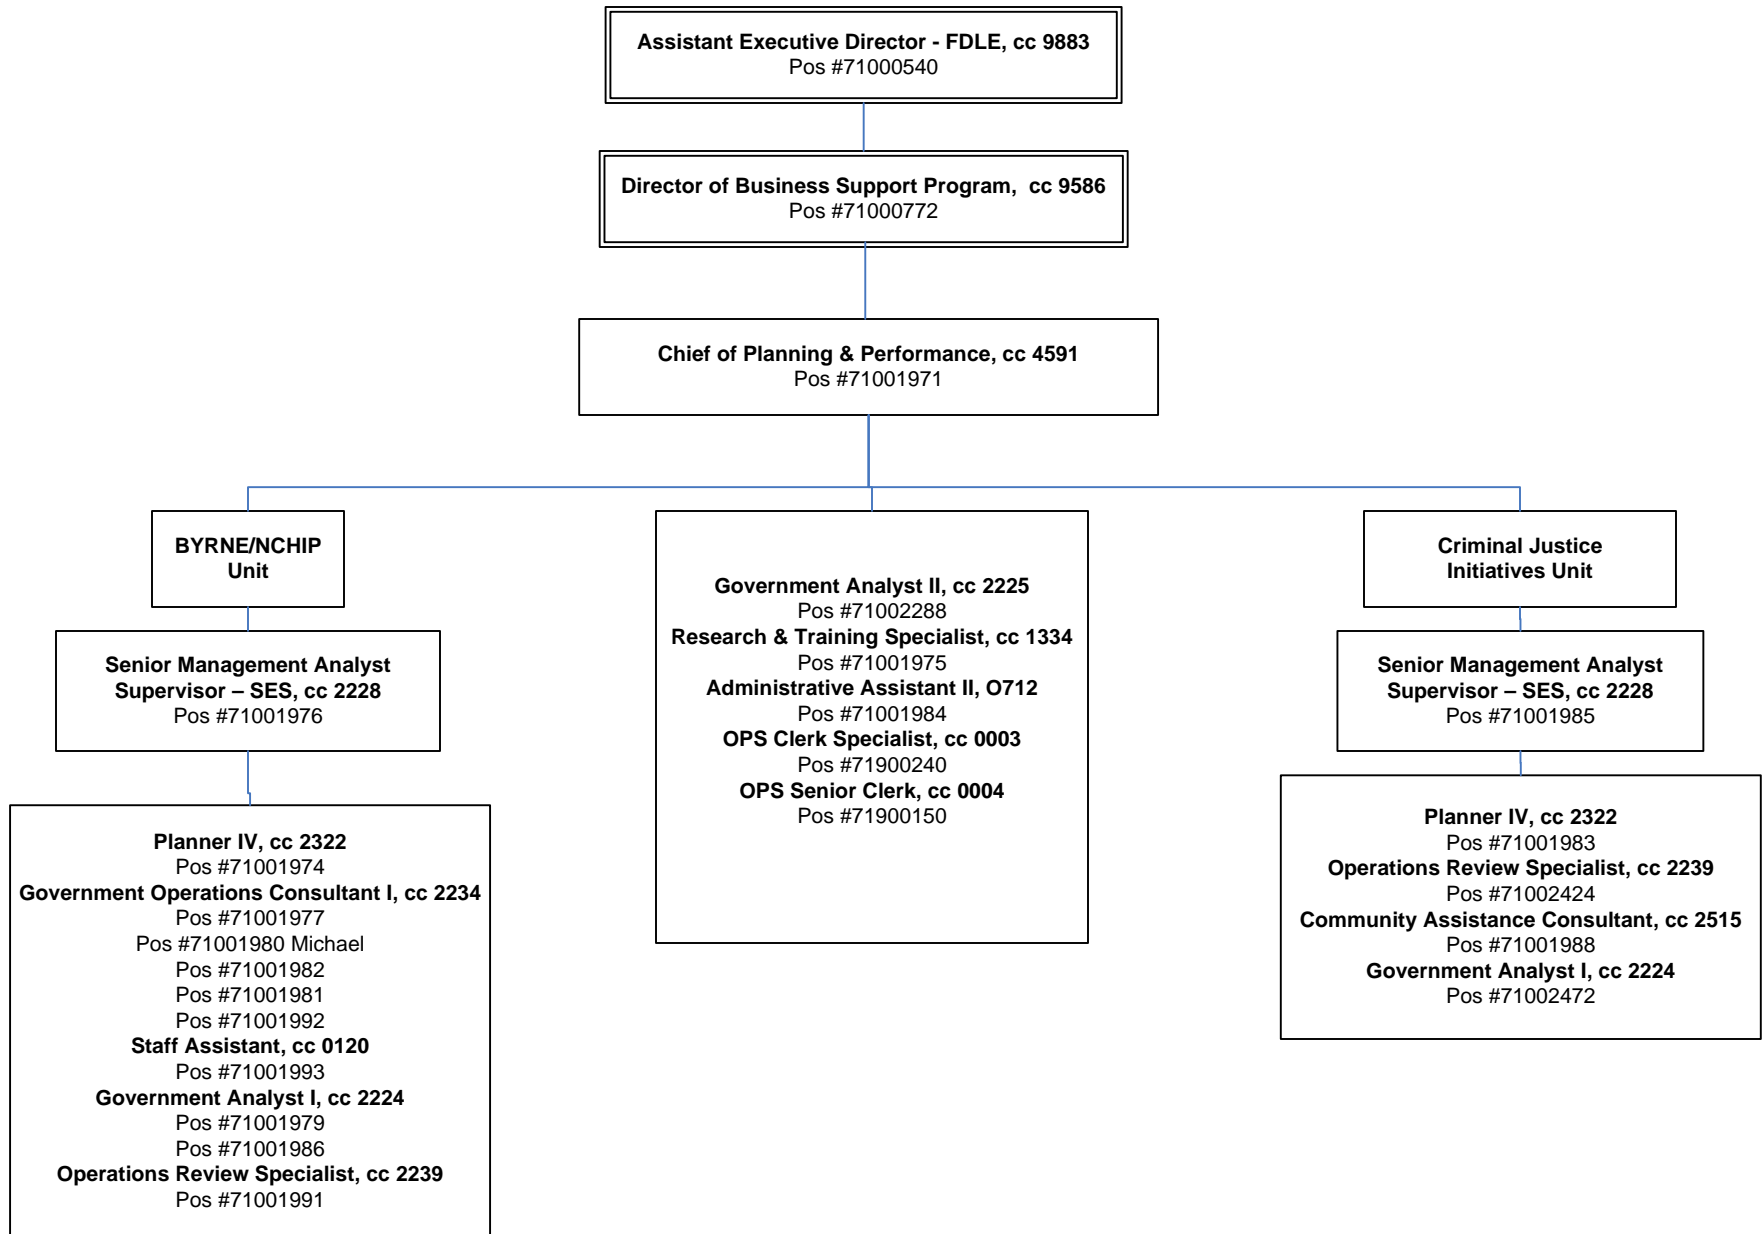 Assistant Executive Director - FDLE, cc 9883
Pos #71000540
Director of Business Support Program,  cc 9586
Pos #71000772
Chief of Planning & Performance, cc 4591
Pos #71001971
BYRNE/NCHIP
Unit
Senior Management Analyst
Supervisor – SES, cc 2228
Pos #71001976
Planner IV, cc 2322
Pos #71001974
Government Operations Consultant I, cc 2234
Pos #71001977
Pos #71001980 Michael
Pos #71001982
Pos #71001981
Pos #71001992
Staff Assistant, cc 0120
Pos #71001993
Government Analyst I, cc 2224
Pos #71001979
Pos #71001986
Operations Review Specialist, cc 2239
Pos #71001991
Government Analyst II, cc 2225
Pos #71002288
Research & Training Specialist, cc 1334
Pos #71001975
Administrative Assistant II, O712
Pos #71001984
OPS Clerk Specialist, cc 0003
Pos #71900240
OPS Senior Clerk, cc 0004
Pos #71900150
Criminal Justice
Initiatives Unit
Senior Management Analyst
Supervisor – SES, cc 2228
Pos #71001985
Planner IV, cc 2322
Pos #71001983
Operations Review Specialist, cc 2239
Pos #71002424
Community Assistance Consultant, cc 2515
Pos #71001988
Government Analyst I, cc 2224
Pos #71002472